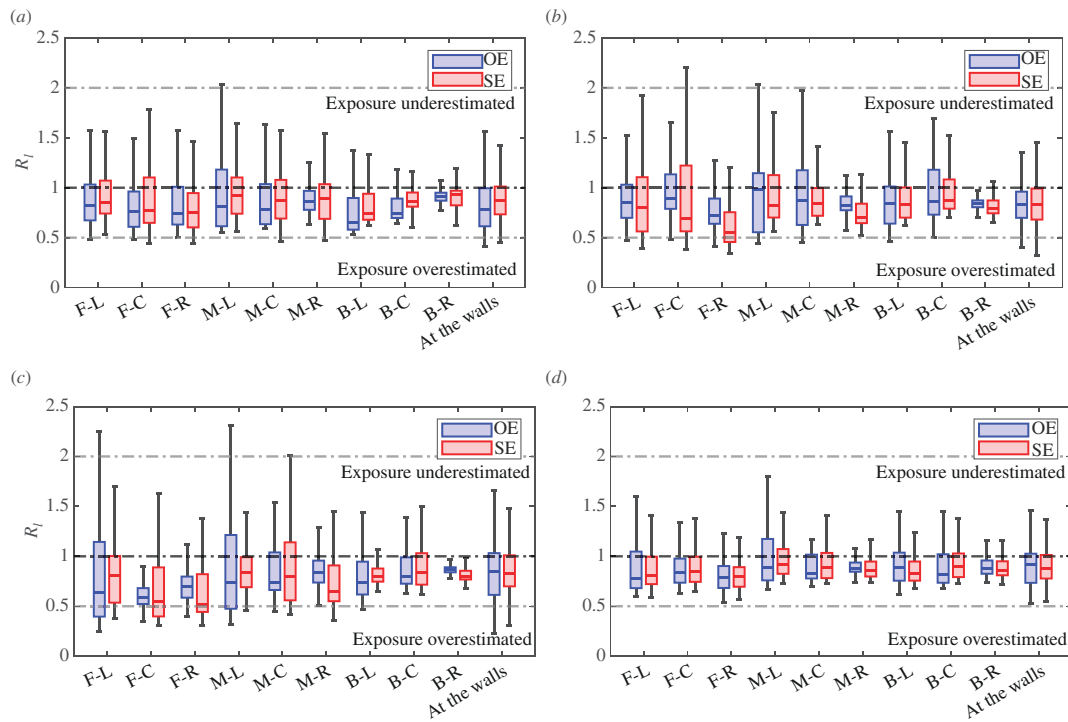 (a)
2.5
2
1.5
1
0.5
0
R_l
OE
SE
Exposure underestimated
Exposure overestimated
F-L
F-C
F-R
M-L
M-C
M-R
B-L
B-C
B-R
At the walls
(b)
2.5
2
1.5
1
0.5
0
OE
SE
Exposure underestimated
Exposure overestimated
F-L
F-C
F-R
M-L
M-C
M-R
B-L
B-C
B-R
At the walls
(c)
2.5
2
1.5
1
0.5
0
R_l
OE
SE
Exposure underestimated
Exposure overestimated
F-L
F-C
F-R
M-L
M-C
M-R
B-L
B-C
B-R
At the walls
(d)
2.5
2
1.5
1
0.5
0
OE
SE
Exposure underestimated
Exposure overestimated
F-L
F-C
F-R
M-L
M-C
M-R
B-L
B-C
B-R
At the walls